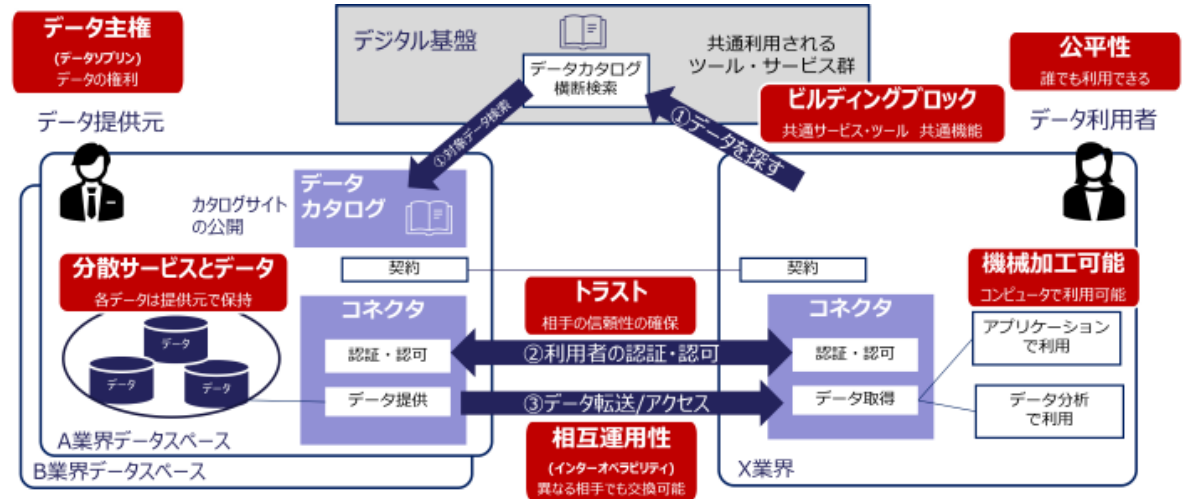 データ主権
(データソブリン)
データの権利
データ提供元
デジタル基盤
データカタログ
横断検索
共通利用される
ツール・サービス群
ビルディングブロック
共通サービス・ツール 共通機能
公平性
誰でも利用できる
データ利用者
①対象データ検索
①データを探す
カタログサイト
の公開
データ
カタログ
契約
契約
分散サービスとデータ
各データは提供元で保持
データ
データ
データ
コネクタ
認証・認可
データ提供
トラスト
相手の信頼性の確保
②利用者の認証・認可
③データ転送/アクセス
相互運用性
(インターオペラビリティ)
異なる相手でも交換可能
コネクタ
認証・認可
データ取得
機械加工可能
コンピュータで利用可能
アプリケーション
で利用
データ分析
で利用
A業界データスペース
B業界データスペース
X業界